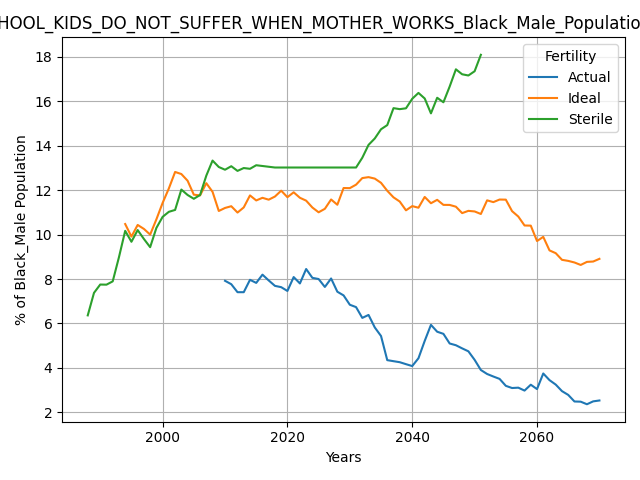 HOOL_KIDS_DO_NOT_SUFFER_WHEN_MOTHER_WORKS_Black_Male_Populatio
Fertility
Actual
Ideal
Sterile
% of Black_Male Population
18
16
14
12
10
8
6
4
2
2000 2020 2040 2060
Years